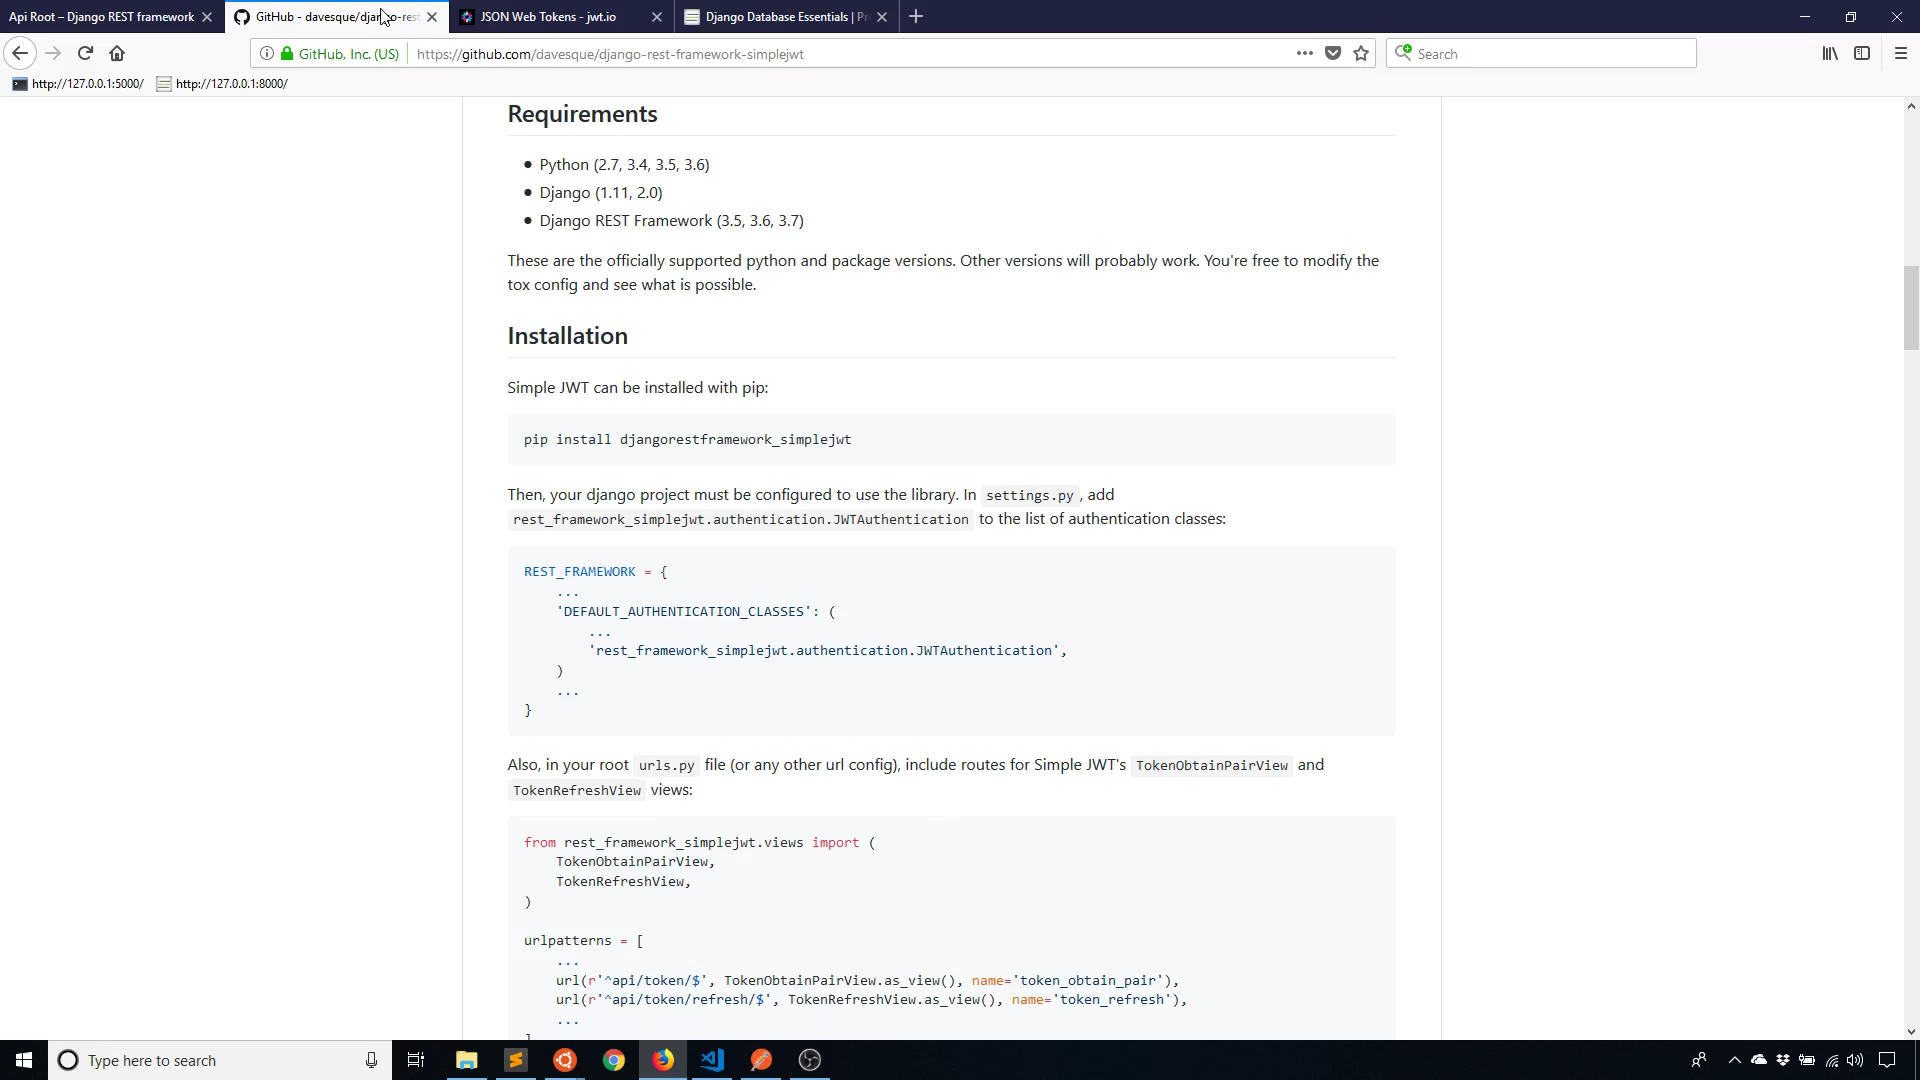 Api Root – Django REST framework
GitHub - davesque/django-rest
JSON Web Tokens - jwt.io
Django Database Essentials |
GitHub, Inc. (US)
https://github.com/davesque/django-rest-framework-simplejwt
Search
http://127.0.0.1:5000/
http://127.0.0.1:8000/
Requirements
Python (2.7, 3.4, 3.5, 3.6)
Django (1.11, 2.0)
Django REST Framework (3.5, 3.6, 3.7)
These are the officially supported python and package versions. Other versions will probably work. You're free to modify the
tox config and see what is possible.
Installation
Simple JWT can be installed with pip:
pip install djangorestframework_simplejwt
Then, your django project must be configured to use the library. In settings.py, add
rest_framework_simplejwt.authentication.JWTAuthentication to the list of authentication classes:
REST_FRAMEWORK = {
...
'DEFAULT_AUTHENTICATION_CLASSES': (
...
'rest_framework_simplejwt.authentication.JWTAuthentication',
)
...
}
Also, in your root urls.py file (or any other url config), include routes for Simple JWT's TokenObtainPairView and
TokenRefreshView views:
from rest_framework_simplejwt.views import (
TokenObtainPairView,
TokenRefreshView,
)
urlpatterns = [
...
url(r'^api/token/$', TokenObtainPairView.as_view(), name='token_obtain_pair'),
url(r'^api/token/refresh/$', TokenRefreshView.as_view(), name='token_refresh'),
...
]
Type here to search